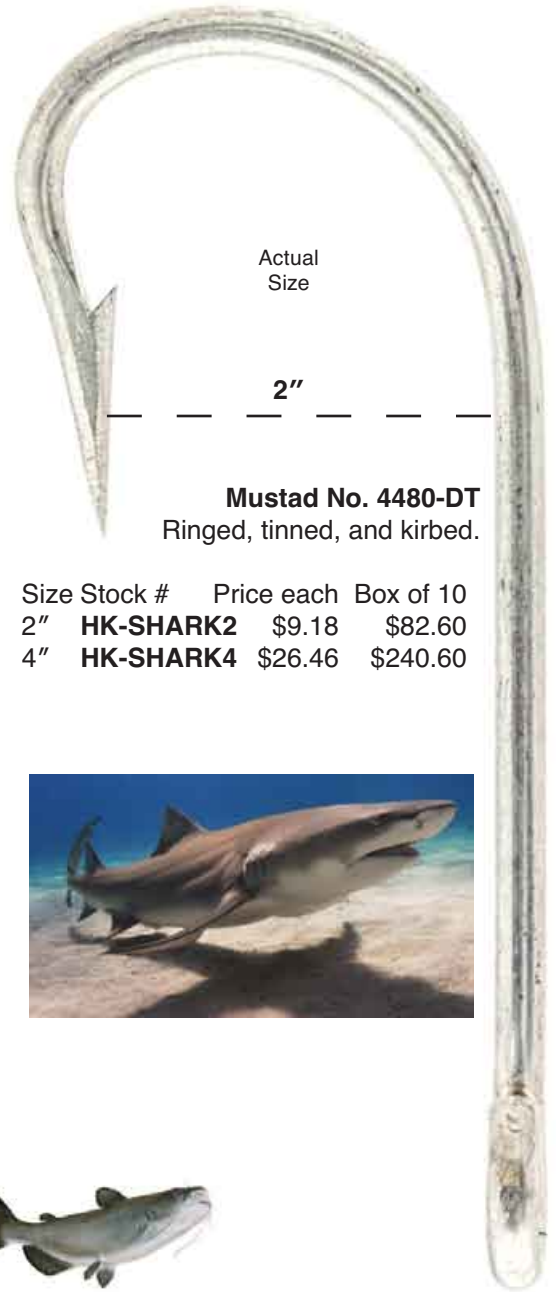 Actual
Size
2″
Mustad No. 4480-DT
Ringed, tinned, and kirbed.
Size Stock # Price each Box of 10
2″ HK-SHARK2 $9.18 $82.60
4″ HK-SHARK4 $26.46 $240.60